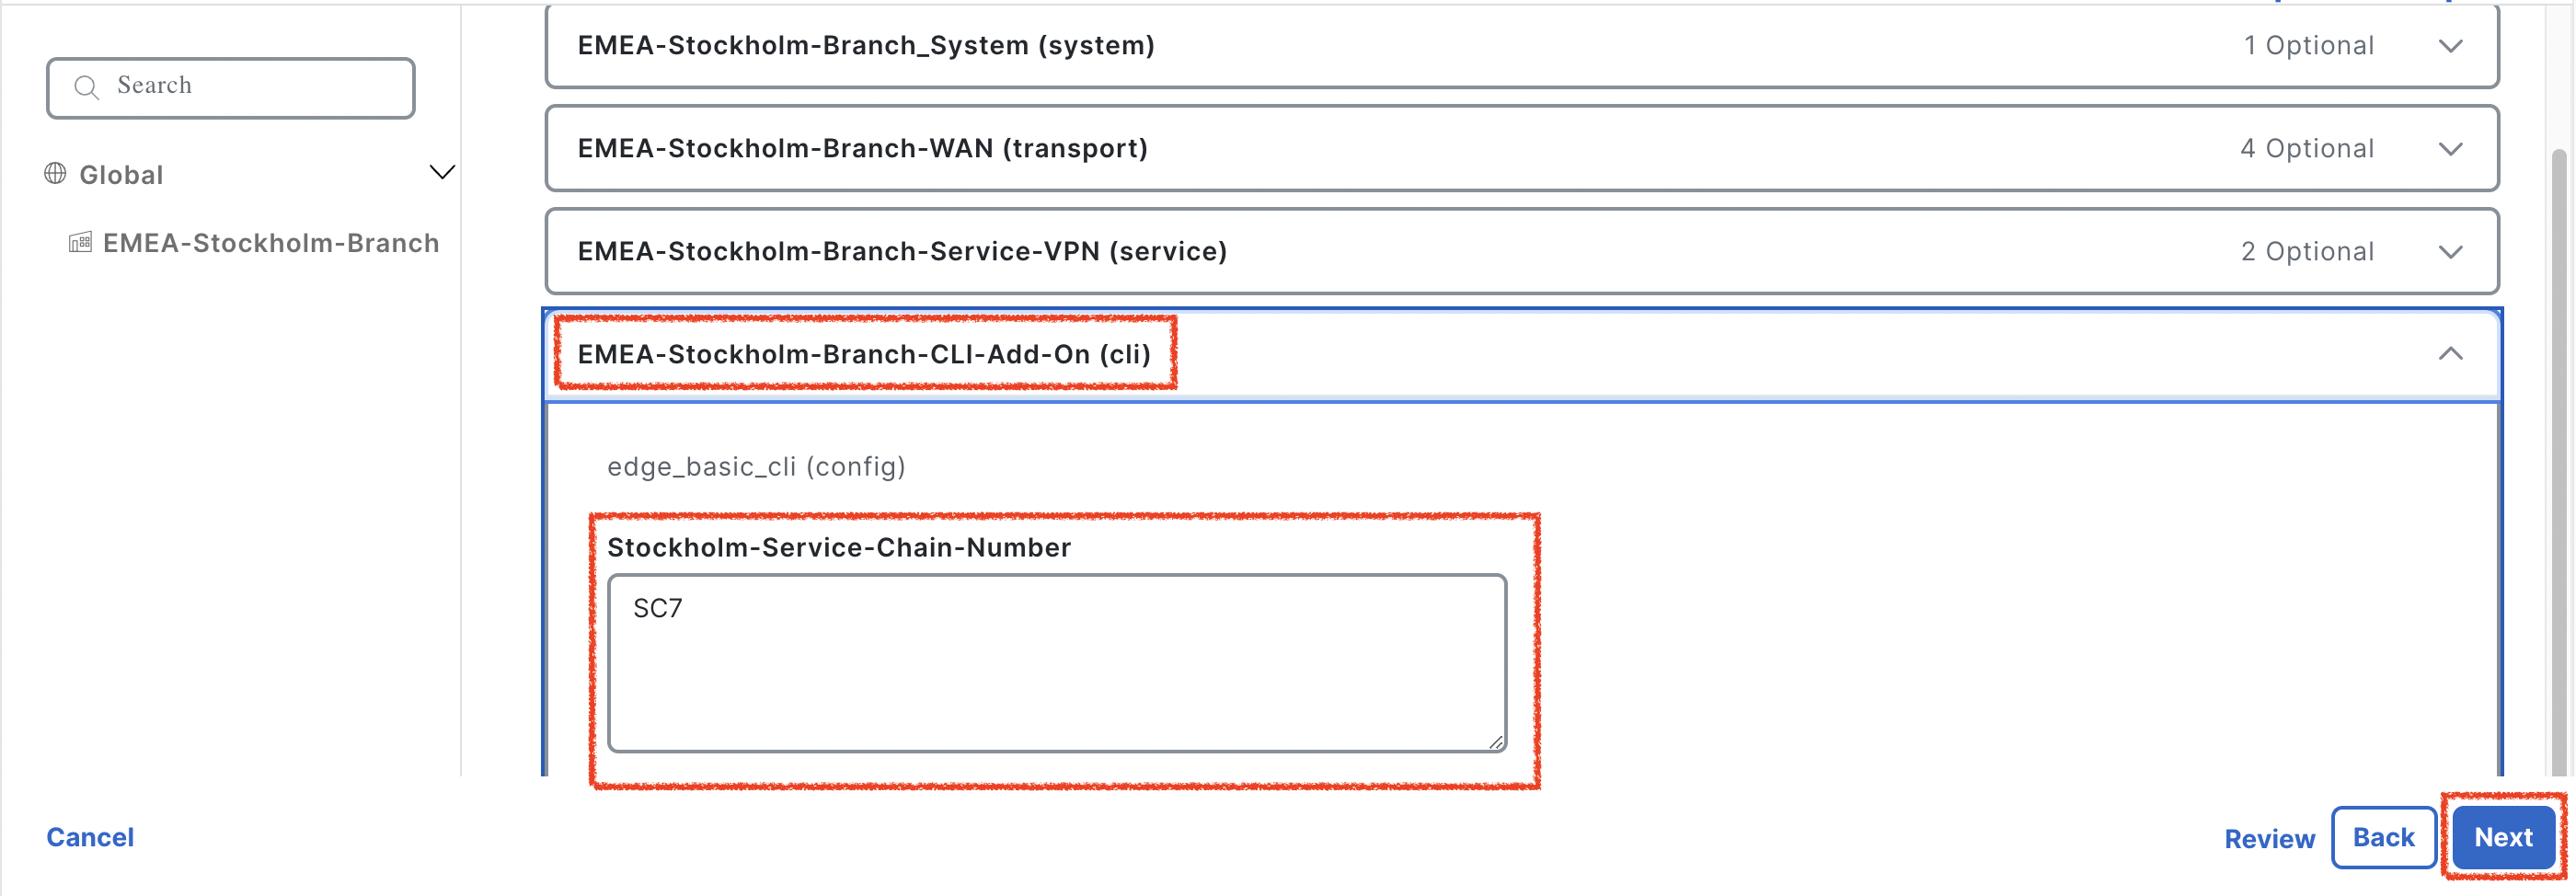 Search
Global
EMEA-Stockholm-Branch
EMEA-Stockholm-Branch_System (system)
1 Optional
EMEA-Stockholm-Branch-WAN (transport)
4 Optional
EMEA-Stockholm-Branch-Service-VPN (service)
2 Optional
EMEA-Stockholm-Branch-CLI-Add-On (cli)
edge_basic_cli (config)
Stockholm-Service-Chain-Number
SC7
Cancel
Review
Back
Next